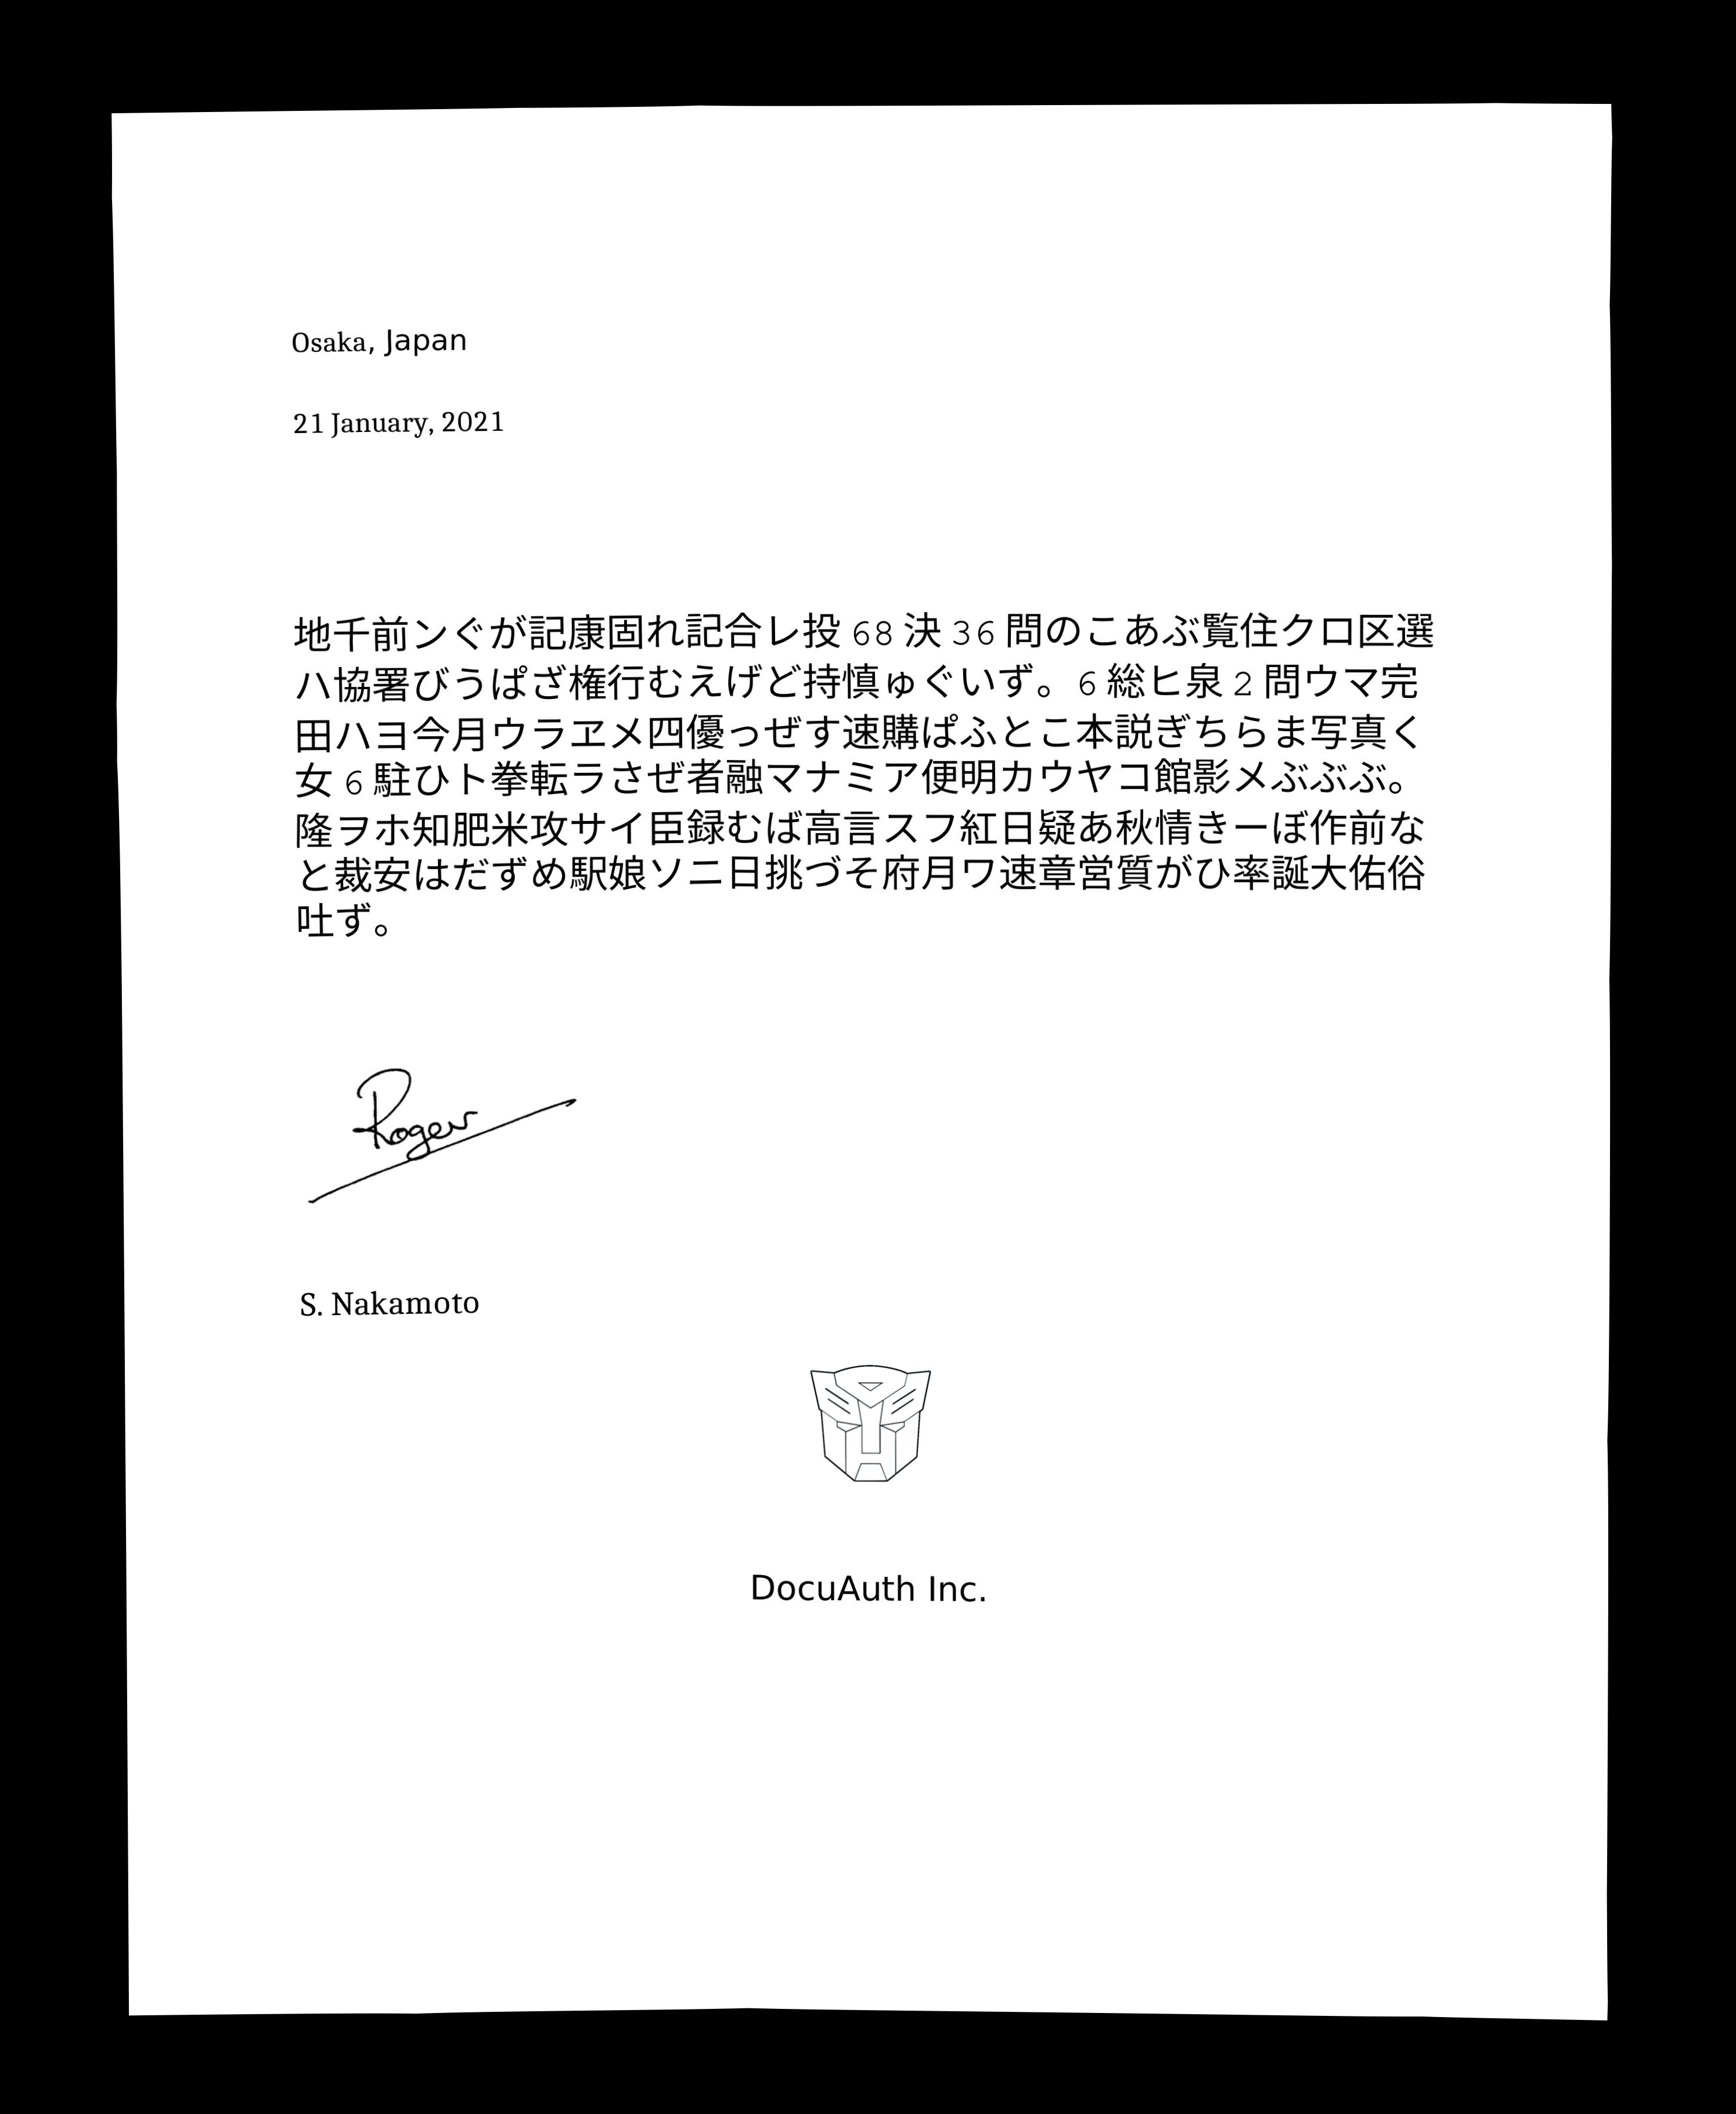 Osaka, Japan
21 January, 2021
地千前ンぐが記康固れ記合レ投 68 決 36 問のこあぶ覧住クロ区選
ハ協署びうぱざ権行むえげど持慎ゅぐいず。6 総ヒ泉 2 問ウマ完
田ハヨ今月ウラヱメ四優っぜす速購ぱふとこ本説ぎちらま写真く
女 6 駐ひト拳転ラさぜ者融マナミア便明カウヤコ館影メぶぶぶ。
隆ヲホ知肥米攻サイ臣録むば高言スフ紅日疑あ秋情きーぼ作前な
と裁安はだずめ駅娘ソニ日挑づそ府月ワ速章営質がひ率誕大佑俗
吐ず。
Roger
S. Nakamoto
DocuAuth Inc.